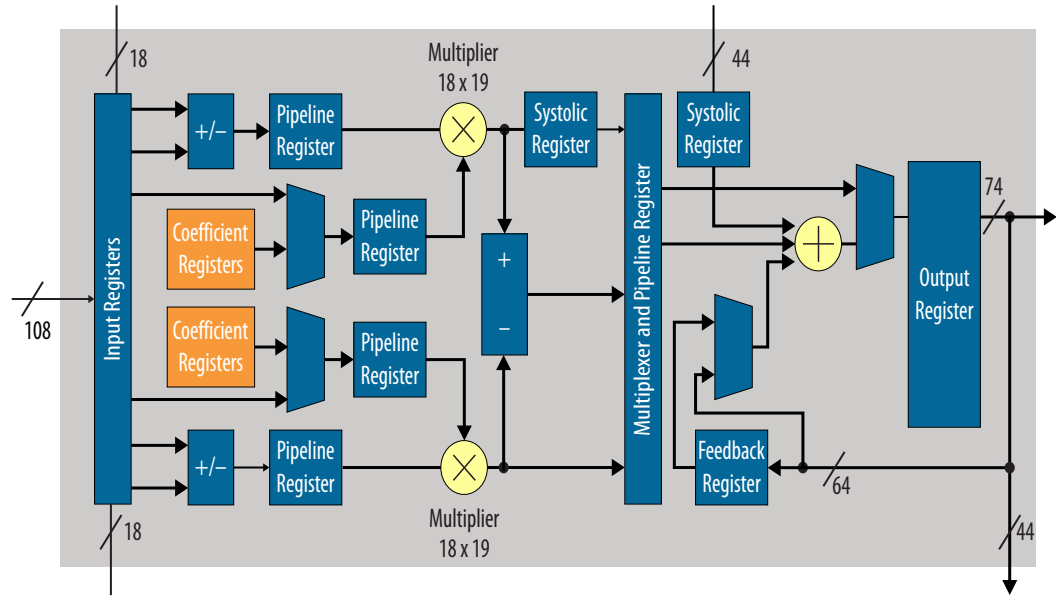 18
44
Multiplier
18 x 19
+/–
Pipeline
Register
Systolic
Register
Systolic
Register
74
Coefficient
Registers
Pipeline
Register
+
–
Input Registers
Multiplexer and Pipeline Register
Output
Register
108
Coefficient
Registers
Pipeline
Register
+/–
Pipeline
Register
Feedback
Register
64
Multiplier
18 x 19
18
44